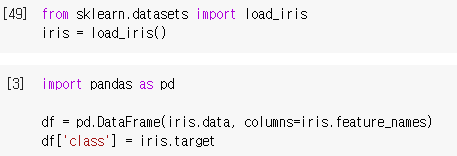 [49] from sklearn.datasets import load_iris
iris = load_iris()
[3] import pandas as pd
df = pd.DataFrame(iris.data, columns=iris.feature_names)
df['class'] = iris.target